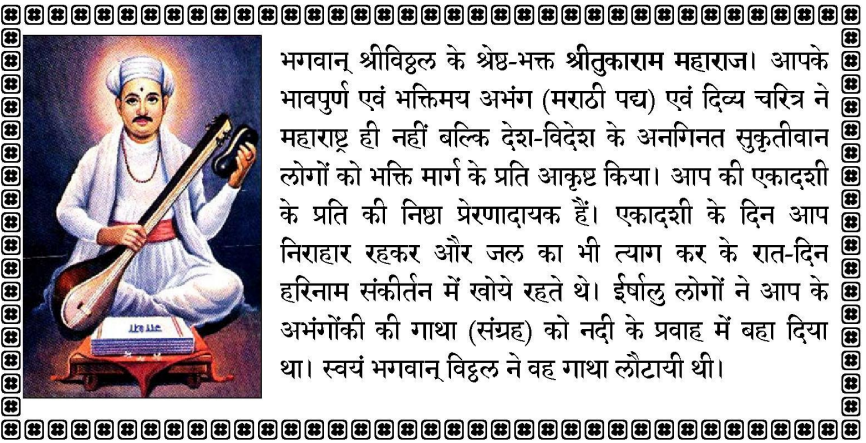 भगवान् श्रीविठ्ठल के श्रेष्ठ-भक्त श्रीतुकाराम महाराज। आपके
भावपुर्ण एवं भक्तिमय अभंग (मराठी पद्य) एवं दिव्य चरित्र ने
महाराष्ट्र ही नहीं बल्कि देश-विदेश के अनगिनत सुकृतीवान
लोगों को भक्ति मार्ग के प्रति आकृष्ट किया। आप की एकादशी
के प्रति की निष्ठा प्रेरणादायक हैं। एकादशी के दिन आप
निराहार रहकर और जल का भी त्याग कर के रात-दिन
हरिनाम संकीर्तन में खोये रहते थे। ईर्षालु लोगों ने आप के
अभंगोंकी की गाथा (संग्रह) को नदी के प्रवाह में बहा दिया
था। स्वयं भगवान् विठ्ठल ने वह गाथा लौटायी थी।